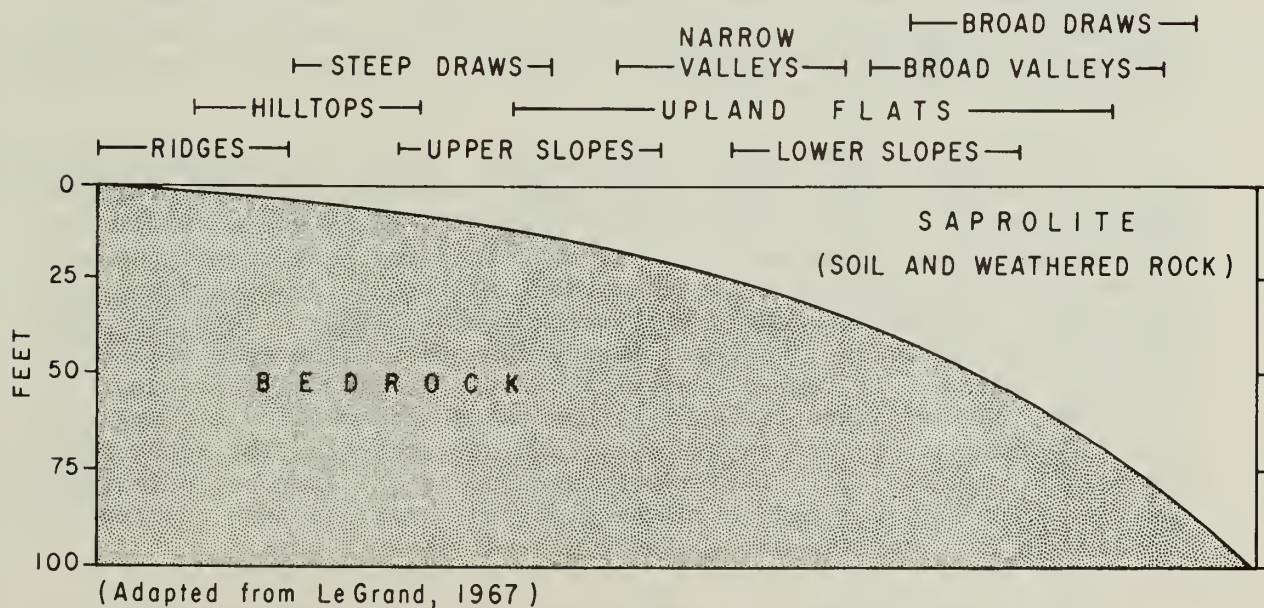 BROAD DRAWS
NARROW
STEEP DRAWS VALLEYS BROAD VALLEYS
HILLTOPS UPLAND FLATS
RIDGES UPPER SLOPES LOWER SLOPES
0
SAPROLITE
(SOIL AND WEATHERED ROCK)
25
FEET
50
BEDROCK
75
100
(Adapted from LeGrand, 1967)